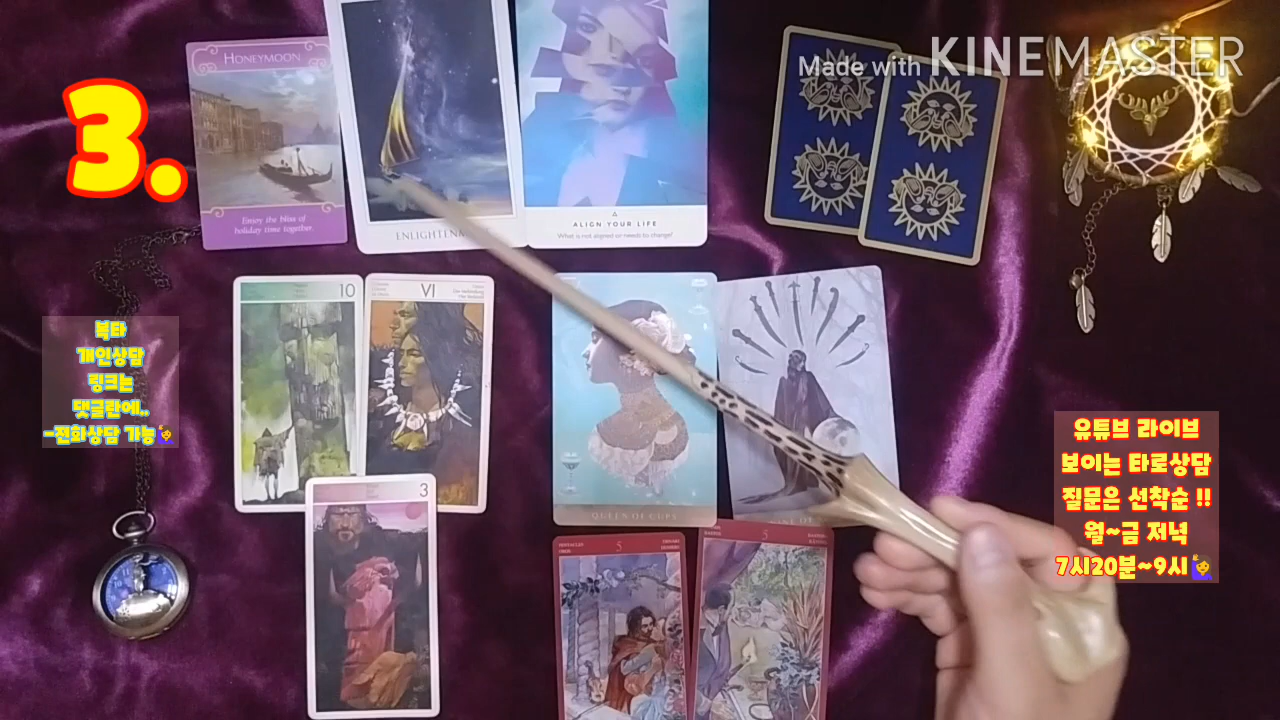 Made with KINEMASTER
3.
HONEYMOON
Enjoy the bliss of
holiday time together.
ALIGN YOUR LIFE
What is not aligned or needs to change?
10
VI
3
QUEEN OF CUPS
5
5
복타
개인상담
링크는
댓글란에..
-전화상담 가능🙋‍♀️
유튜브 라이브
보이는 타로상담
질문은 선착순 !!
월~금 저녁
7시20분~9시🙋‍♀️